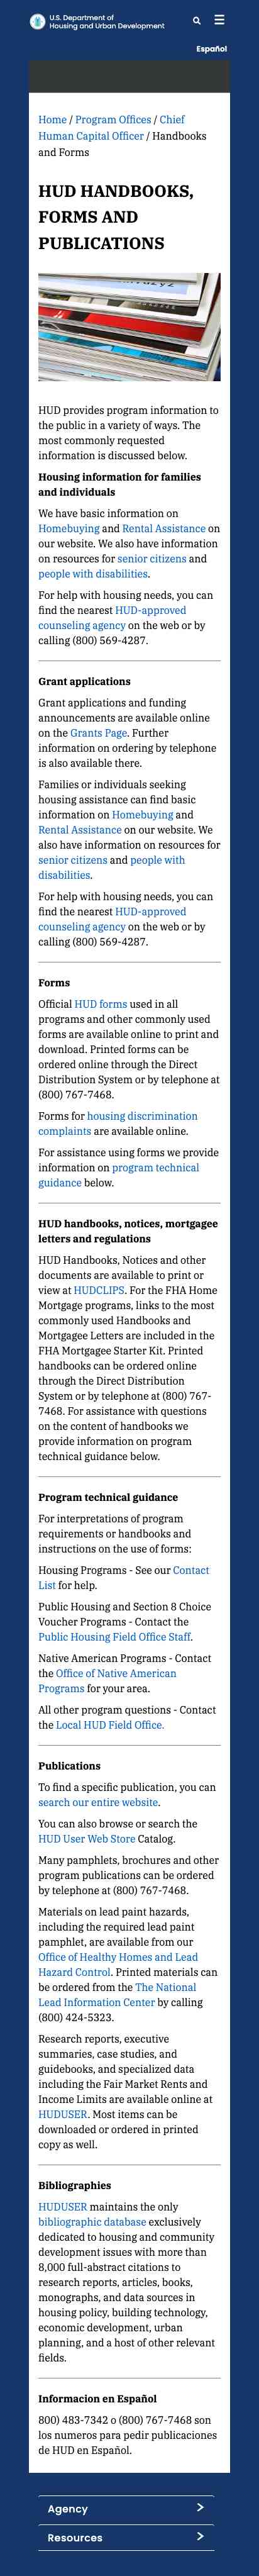 U.S. Department of
Housing and Urban Development
Español
Home / Program Offices / Chief
Human Capital Officer / Handbooks
and Forms
HUD HANDBOOKS,
FORMS AND
PUBLICATIONS
HUD provides program information to
the public in a variety of ways. The
most commonly requested
information is discussed below.
Housing information for families
and individuals
We have basic information on
Homebuying and Rental Assistance on
our website. We also have information
on resources for senior citizens and
people with disabilities.
For help with housing needs, you can
find the nearest HUD-approved
counseling agency on the web or by
calling (800) 569-4287.
Grant applications
Grant applications and funding
announcements are available online
on the Grants Page. Further
information on ordering by telephone
is also available there.
Families or individuals seeking
housing assistance can find basic
information on Homebuying and
Rental Assistance on our website. We
also have information on resources for
senior citizens and people with
disabilities.
For help with housing needs, you can
find the nearest HUD-approved
counseling agency on the web or by
calling (800) 569-4287.
Forms
Official HUD forms used in all
programs and other commonly used
forms are available online to print and
download. Printed forms can be
ordered online through the Direct
Distribution System or by telephone at
(800) 767-7468.
Forms for housing discrimination
complaints are available online.
For assistance using forms we provide
information on program technical
guidance below.
HUD handbooks, notices, mortgagee
letters and regulations
HUD Handbooks, Notices and other
documents are available to print or
view at HUDCLIPS. For the FHA Home
Mortgage programs, links to the most
commonly used Handbooks and
Mortgagee Letters are included in the
FHA Mortgagee Starter Kit. Printed
handbooks can be ordered online
through the Direct Distribution
System or by telephone at (800) 767-
7468. For assistance with questions
on the content of handbooks we
provide information on program
technical guidance below.
Program technical guidance
For interpretations of program
requirements or handbooks and
instructions on the use of forms:
Housing Programs - See our Contact
List for help.
Public Housing and Section 8 Choice
Voucher Programs - Contact the
Public Housing Field Office Staff.
Native American Programs - Contact
the Office of Native American
Programs for your area.
All other program questions - Contact
the Local HUD Field Office.
Publications
To find a specific publication, you can
search our entire website.
You can also browse or search the
HUD User Web Store Catalog.
Many pamphlets, brochures and other
program publications can be ordered
by telephone at (800) 767-7468.
Materials on lead paint hazards,
including the required lead paint
pamphlet, are available from our
Office of Healthy Homes and Lead
Hazard Control. Printed materials can
be ordered from the The National
Lead Information Center by calling
(800) 424-5323.
Research reports, executive
summaries, case studies, and
guidebooks, and specialized data
including the Fair Market Rents and
Income Limits are available online at
HUDUSER. Most items can be
downloaded or ordered in printed
copy as well.
Bibliographies
HUDUSER maintains the only
bibliographic database exclusively
dedicated to housing and community
development issues with more than
8,000 full-abstract citations to
research reports, articles, books,
monographs, and data sources in
housing policy, building technology,
economic development, urban
planning, and a host of other relevant
fields.
Informacion en Español
800) 483-7342 o (800) 767-7468 son
los numeros para pedir publicaciones
de HUD en Español.
Agency
Resources